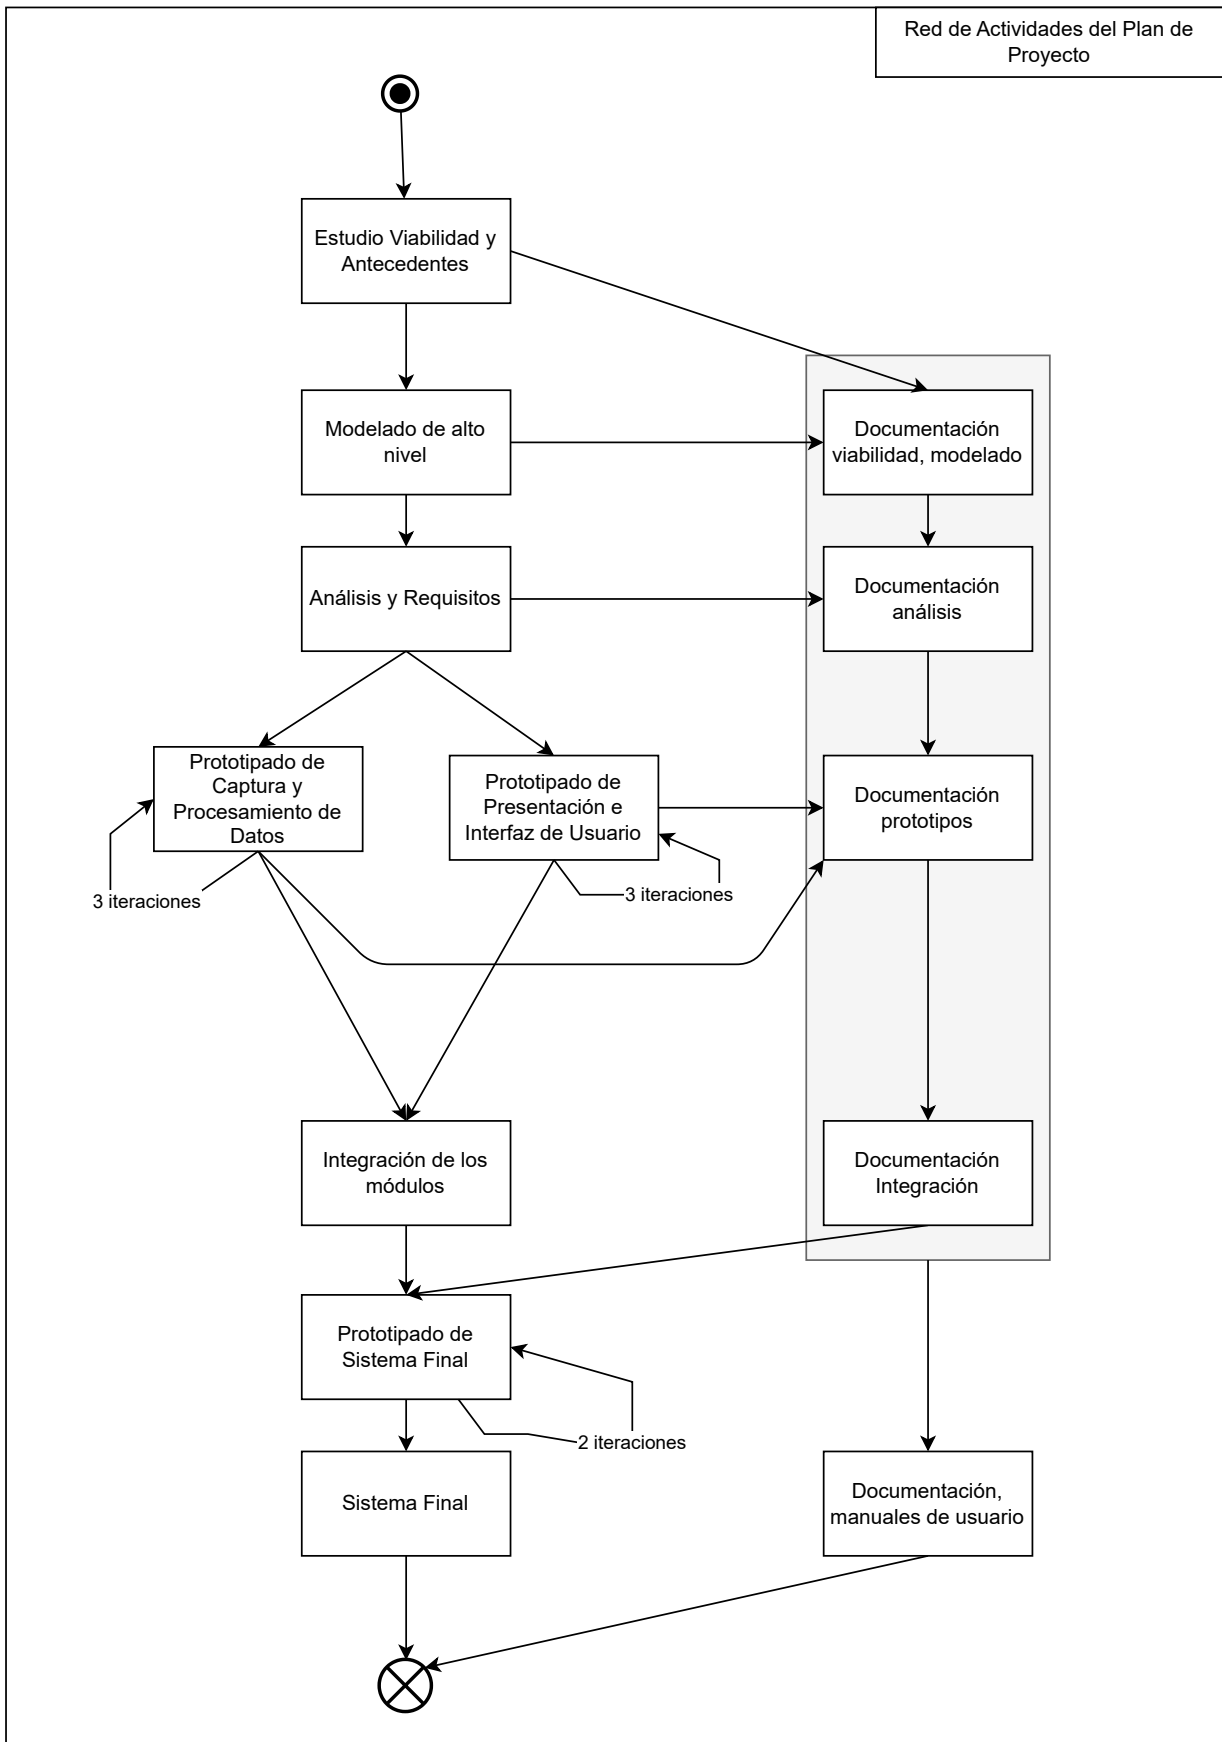 Red de Actividades del Plan de
Proyecto
Estudio Viabilidad y
Antecedentes
Modelado de alto
nivel
Documentación
viabilidad, modelado
Análisis y Requisitos
Documentación
análisis
Prototipado de
Captura y
Procesamiento de
Datos
Prototipado de
Presentación e
Interfaz de Usuario
Documentación
prototipos
3 iteraciones
3 iteraciones
Integración de los
módulos
Documentación
Integración
Prototipado de
Sistema Final
2 iteraciones
Sistema Final
Documentación,
manuales de usuario